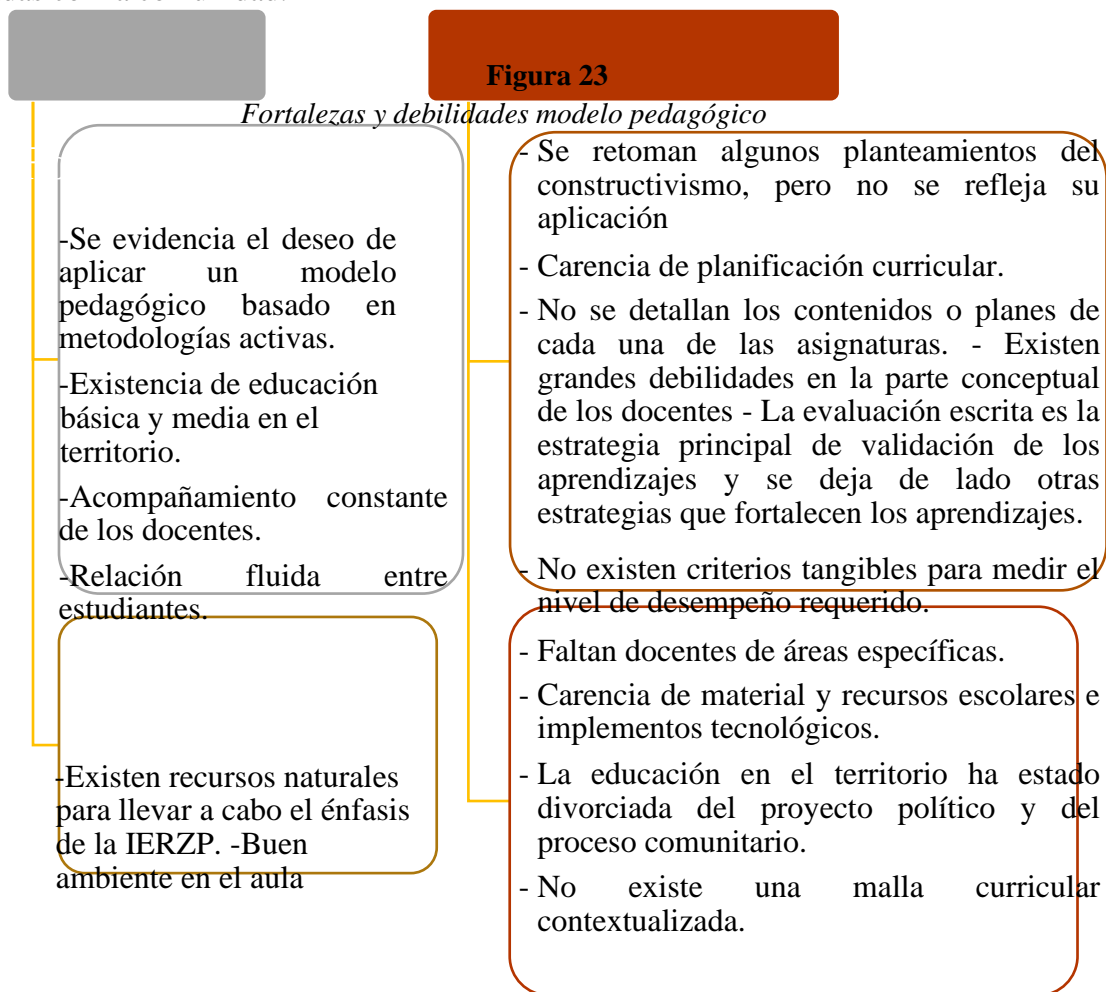 Figura 23
Fortalezas y debilidades modelo pedagógico
-Se evidencia el deseo de
aplicar un modelo
pedagógico basado en
metodologías activas.
-Existencia de educación
básica y media en el
territorio.
-Acompañamiento constante
de los docentes.
-Relación fluida entre
estudiantes.
-Existen recursos naturales
para llevar a cabo el énfasis
de la IERZP. -Buen
ambiente en el aula
- Se retoman algunos planteamientos del
constructivismo, pero no se refleja su
aplicación
- Carencia de planificación curricular.
- No se detallan los contenidos o planes de
cada una de las asignaturas. - Existen
grandes debilidades en la parte conceptual
de los docentes - La evaluación escrita es la
estrategia principal de validación de los
aprendizajes y se deja de lado otras
estrategias que fortalecen los aprendizajes.
- No existen criterios tangibles para medir el
nivel de desempeño requerido.
- Faltan docentes de áreas específicas.
- Carencia de material y recursos escolares e
implementos tecnológicos.
- La educación en el territorio ha estado
divorciada del proyecto político y del
proceso comunitario.
- No existe una malla curricular
contextualizada.